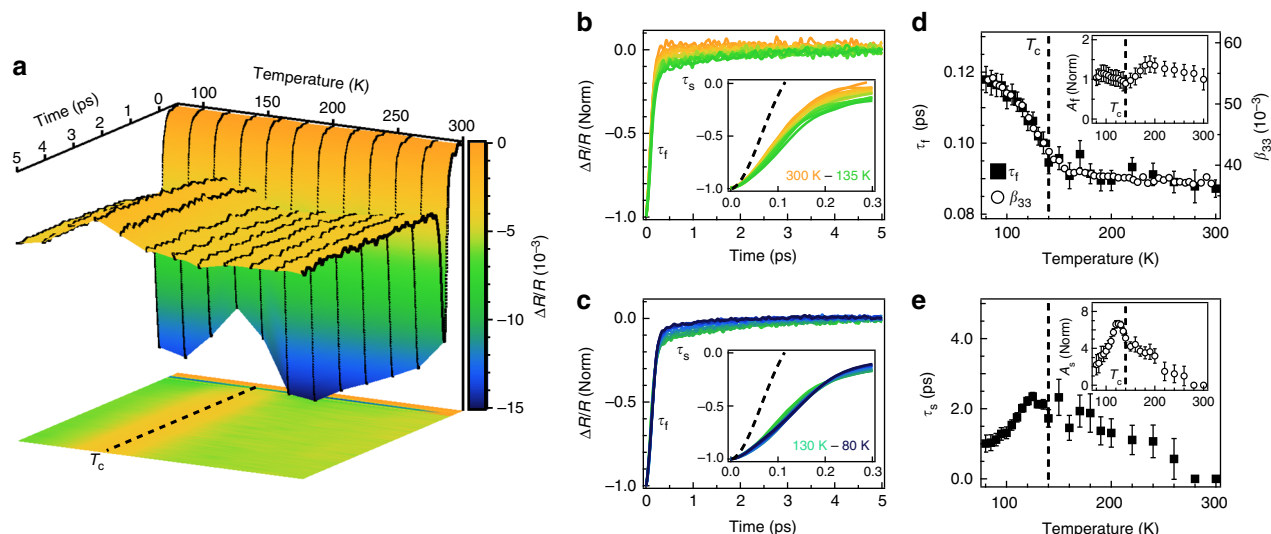 a
Temperature (K)
Time (ps)
5
4
3
2
1
0
100
150
200
250
300
0
−5
−10
−15
ΔR/R (10⁻³)
Tc
b
ΔR/R (Norm)
0.0
−0.5
−1.0
τs
τf
0.0
−0.5
−1.0
300 K – 135 K
0.0 0.1 0.2 0.3
0 1 2 3 4 5
Time (ps)
c
ΔR/R (Norm)
0.0
−0.5
−1.0
τs
τf
0.0
−0.5
−1.0
130 K – 80 K
0.0 0.1 0.2 0.3
0 1 2 3 4 5
Time (ps)
d
τf (ps)
0.12
0.10
0.08
Tc
Af (Norm)
2
1
0
Tc
100 200 300
60
50
40
β33 (10⁻³)
τf
β33
100 200 300
Temperature (K)
e
τs (ps)
4.0
2.0
0.0
As (Norm)
8
4
0
Tc
100 200 300
100 200 300
Temperature (K)